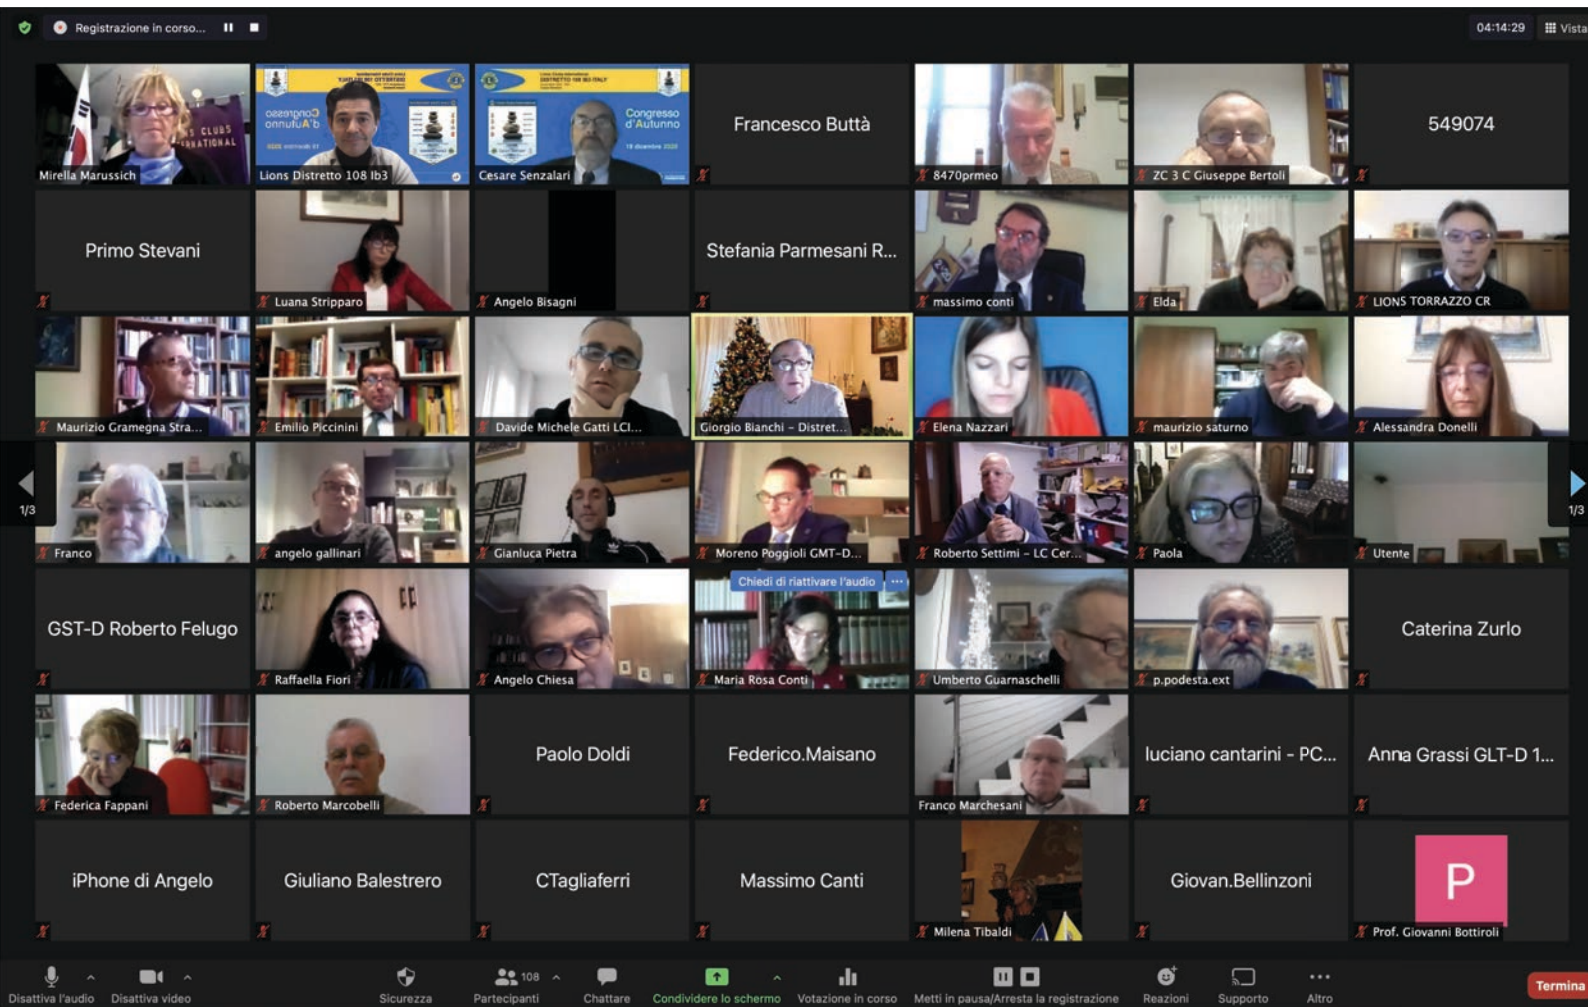 Registrazione in corso...
04:14:29
Vista
Mirella Marussich
CLUBS
Lions Distretto 108 Ib3
Congresso
d'Autunno
Congresso
d'Autunno
Cesare Senzalari
Francesco Buttà
8470prmeo
ZC 3 C Giuseppe Bertoli
549074
Primo Stevani
Luana Stripparo
Angelo Bisagni
Stefania Parmesani R...
massimo conti
Elda
LIONS TORRAZZO CR
Maurizio Gramegna Stra...
Emilio Piccinini
Davide Michele Gatti LCI...
Giorgio Bianchi - Distret...
Elena Nazzari
maurizio saturno
Alessandra Donelli
1/3
Franco
angelo gallinari
Gianluca Pietra
Moreno Poggioli GMT-D...
Roberto Settimi - LC Cer...
Paola
Utente
1/3
GST-D Roberto Felugo
Raffaella Fiori
Angelo Chiesa
Chiedi di riattivare l'audio ...
Maria Rosa Conti
Umberto Guarnaschelli
p.podesta.ext
Caterina Zurlo
Federica Fappani
Roberto Marcobelli
Paolo Doldi
Federico.Maisano
Franco Marchesani
luciano cantarini - PC...
Anna Grassi GLT-D 1...
iPhone di Angelo
Giuliano Balestrero
CTagliaferri
Massimo Canti
Milena Tibaldi
Giovan.Bellinzoni
P
Prof. Giovanni Bottiroli
Disattiva l'audio
Disattiva video
Sicurezza
108
Partecipanti
Chattare
Condividere lo schermo
Votazione in corso
Metti in pausa/Arresta la registrazione
Reazioni
Supporto
Altro
Termina